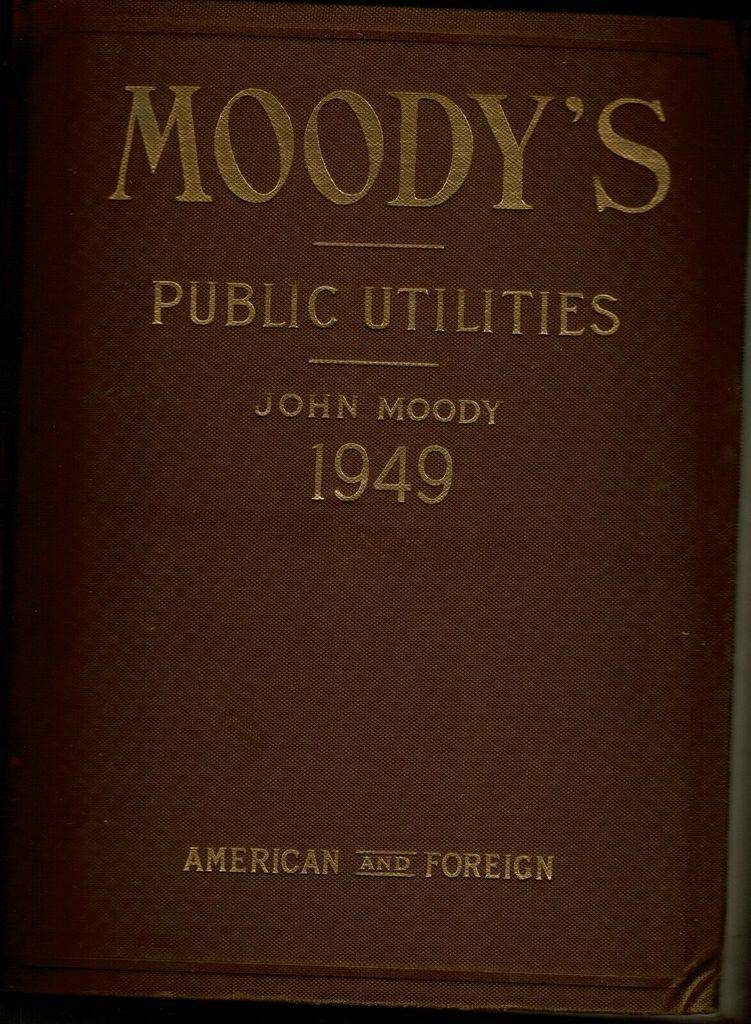 MOODY'S
PUBLIC UTILITIES
JOHN MOODY
1949
AMERICAN AND FOREIGN